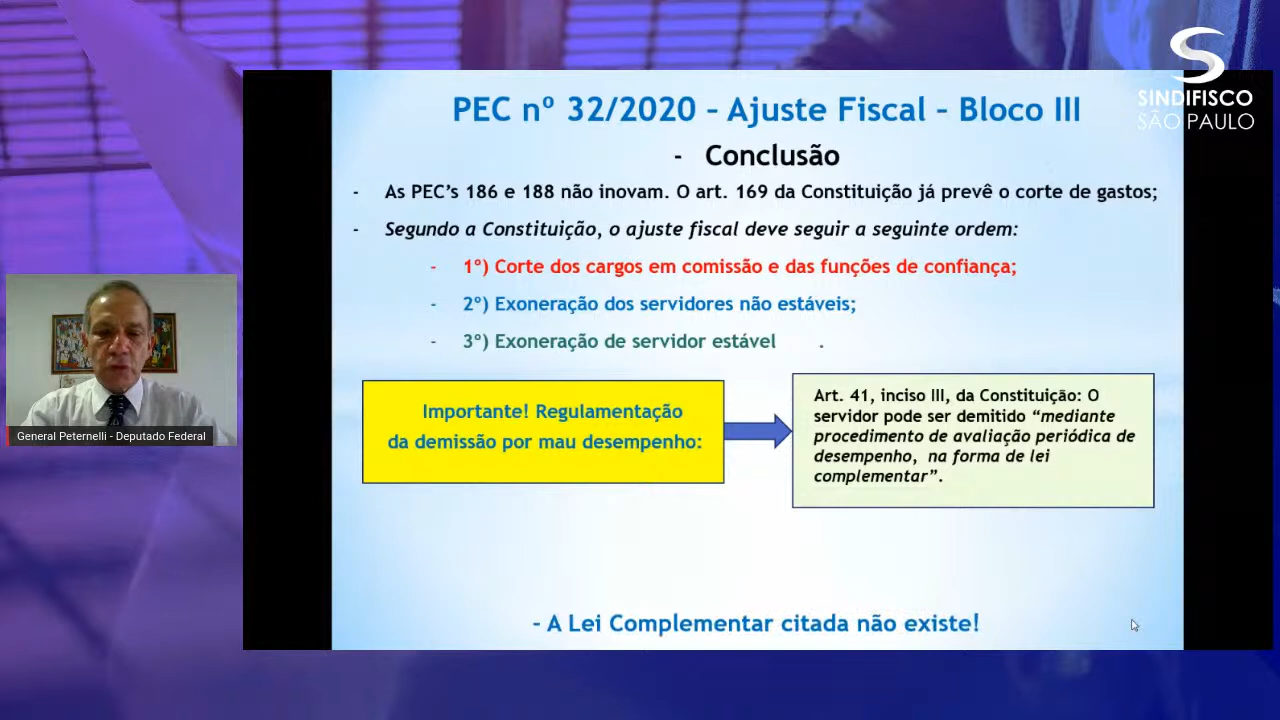 SINDIFISCO
SÃO PAULO
PEC nº 32/2020 – Ajuste Fiscal – Bloco III
- Conclusão
- As PEC’s 186 e 188 não inovam. O art. 169 da Constituição já prevê o corte de gastos;
- Segundo a Constituição, o ajuste fiscal deve seguir a seguinte ordem:
- 1º) Corte dos cargos em comissão e das funções de confiança;
- 2º) Exoneração dos servidores não estáveis;
- 3º) Exoneração de servidor estável .
Importante! Regulamentação
da demissão por mau desempenho:
Art. 41, inciso III, da Constituição: O
servidor pode ser demitido “mediante
procedimento de avaliação periódica de
desempenho, na forma de lei
complementar”.
General Peternelli - Deputado Federal
- A Lei Complementar citada não existe!